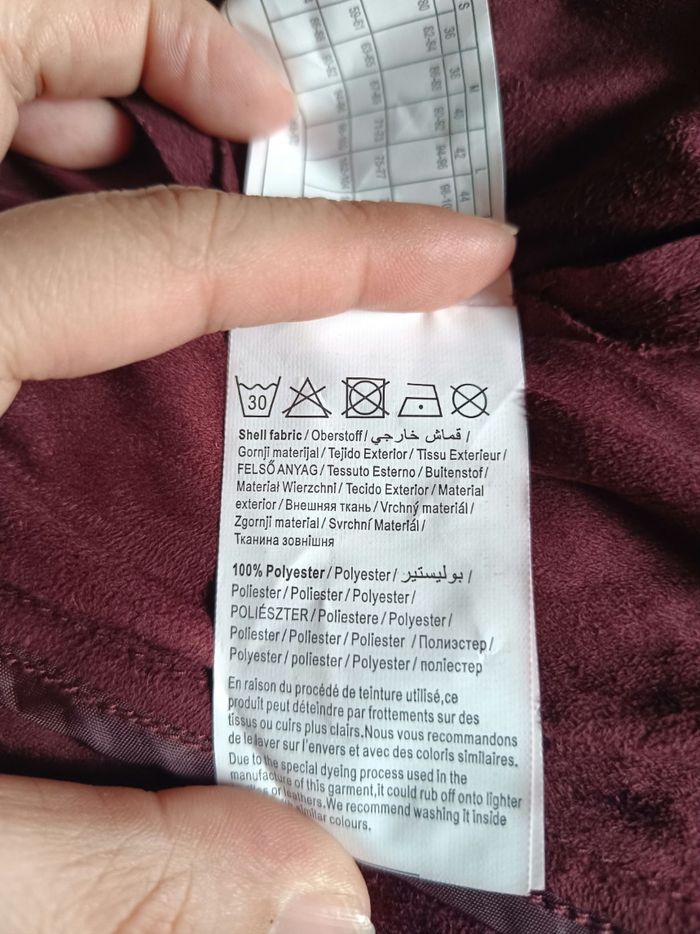 30
Shell fabric / Oberstoff / قماش خارجي /
Gornji materijal / Tejido Exterior / Tissu Exterieur /
FELSŐ ANYAG / Tessuto Esterno / Buitenstof /
Materiał Wierzchni / Tecido Exterior / Material
exterior / Внешняя ткань / Vrchný materiál /
Zgornji material / Svrchní Materiál /
Тканина зовнішня
100% Polyester / Polyester / بوليستير /
Poliester / Poliester / Polyester /
POLIÉSZTER / Poliestere / Polyester /
Poliester / Poliester / Poliester / Полиэстер /
Polyester / poliester / Polyester / поліестер
En raison du procédé de teinture utilisé,ce
produit peut déteindre par frottements sur des
tissus ou cuirs plus clairs.Nous vous recommandons
de le laver sur l'envers et avec des coloris similaires.
Due to the special dyeing process used in the
manufacture of this garment,it could rub off onto lighter
or leathers.We recommend washing it inside
similar colours.